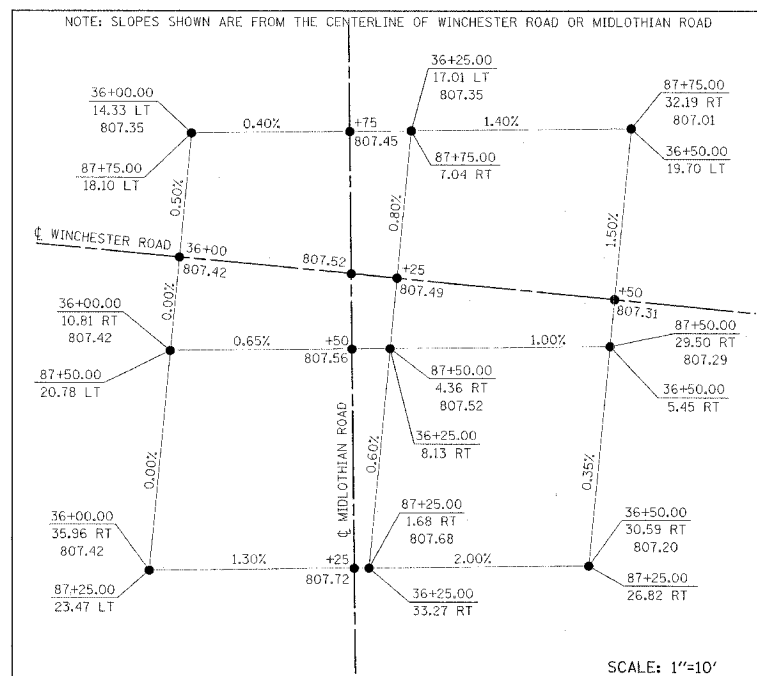 NOTE: SLOPES SHOWN ARE FROM THE CENTERLINE OF WINCHESTER ROAD OR MIDLOTHIAN ROAD
36+00.00
14.33 LT
807.35
87+75.00
18.10 LT
0.40%
+75
807.45
36+25.00
17.01 LT
807.35
87+75.00
7.04 RT
1.40%
87+75.00
32.19 RT
807.01
36+50.00
19.70 LT
0.50%
0.80%
1.50%
℄ WINCHESTER ROAD
36+00
807.42
807.52
+25
807.49
+50
807.31
0.00%
36+00.00
10.81 RT
807.42
87+50.00
20.78 LT
0.65%
+50
807.56
1.00%
87+50.00
4.36 RT
807.52
36+25.00
8.13 RT
87+50.00
29.50 RT
807.29
36+50.00
5.45 RT
0.00%
℄ MIDLOTHIAN ROAD
0.60%
0.35%
36+00.00
35.96 RT
807.42
87+25.00
23.47 LT
1.30%
+25
807.72
87+25.00
1.68 RT
807.68
36+25.00
33.27 RT
2.00%
36+50.00
30.59 RT
807.20
87+25.00
26.82 RT
SCALE: 1"=10'